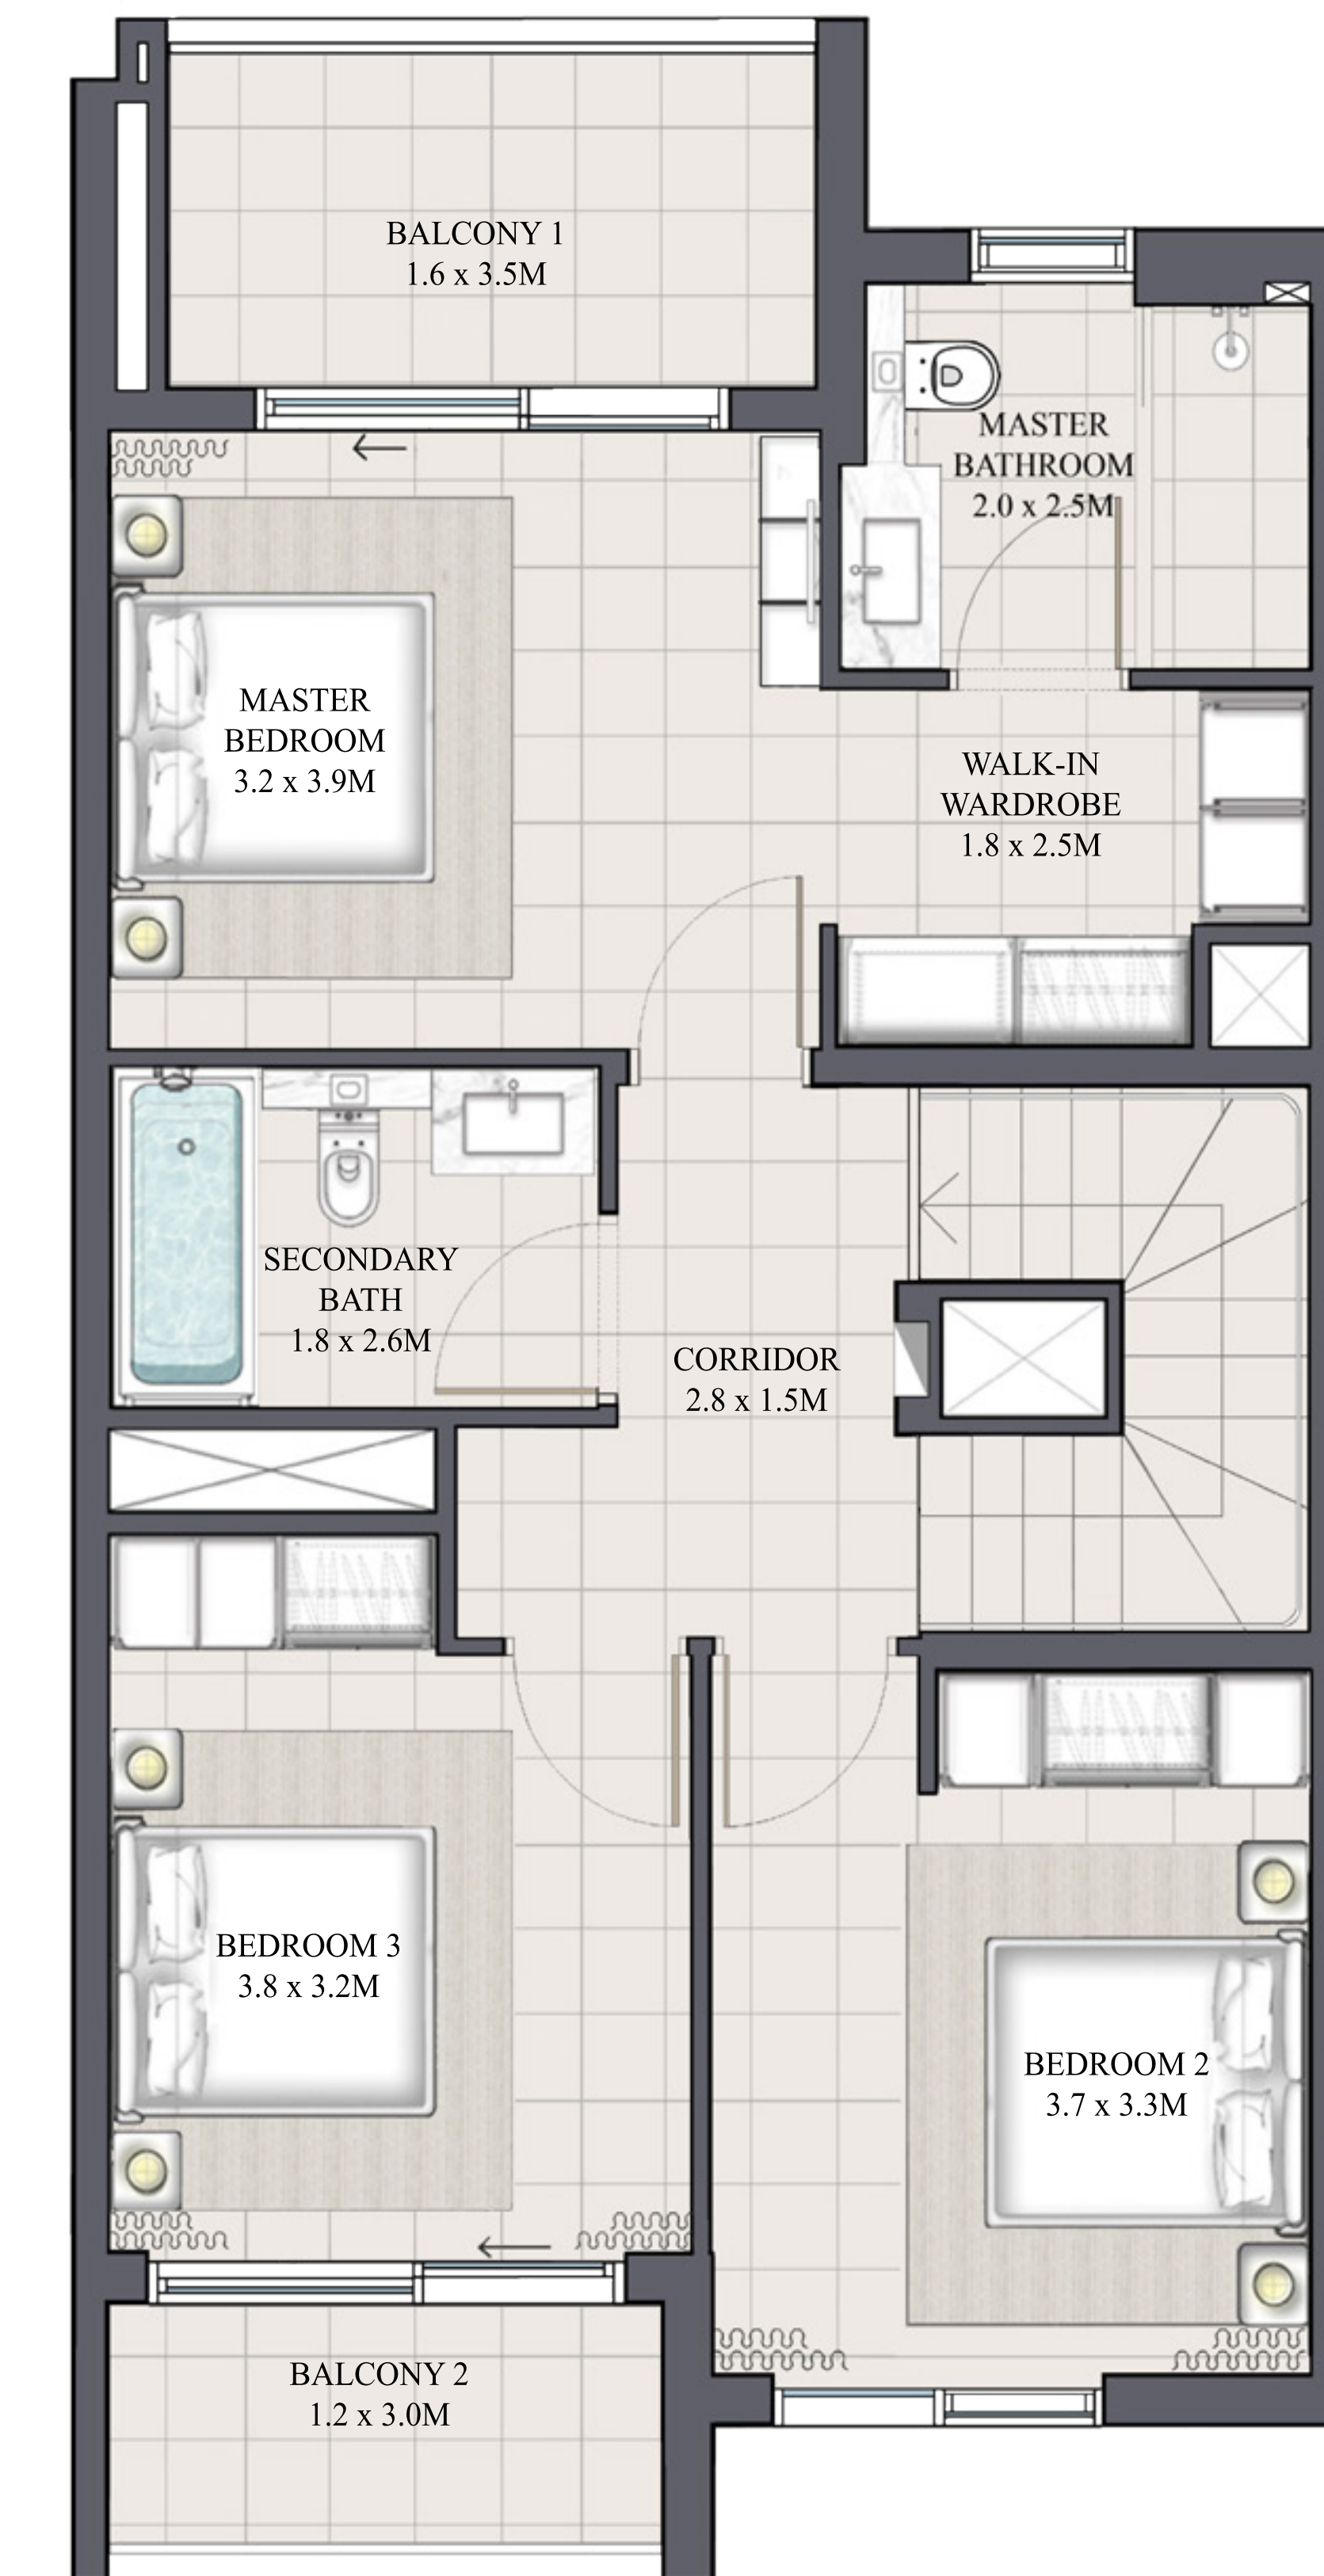 BALCONY 1
1.6 x 3.5M
MASTER
BATHROOM
2.0 x 2.5M
MASTER
BEDROOM
3.2 x 3.9M
WALK-IN
WARDROBE
1.8 x 2.5M
SECONDARY
BATH
1.8 x 2.6M
CORRIDOR
2.8 x 1.5M
BEDROOM 3
3.8 x 3.2M
BEDROOM 2
3.7 x 3.3M
BALCONY 2
1.2 x 3.0M